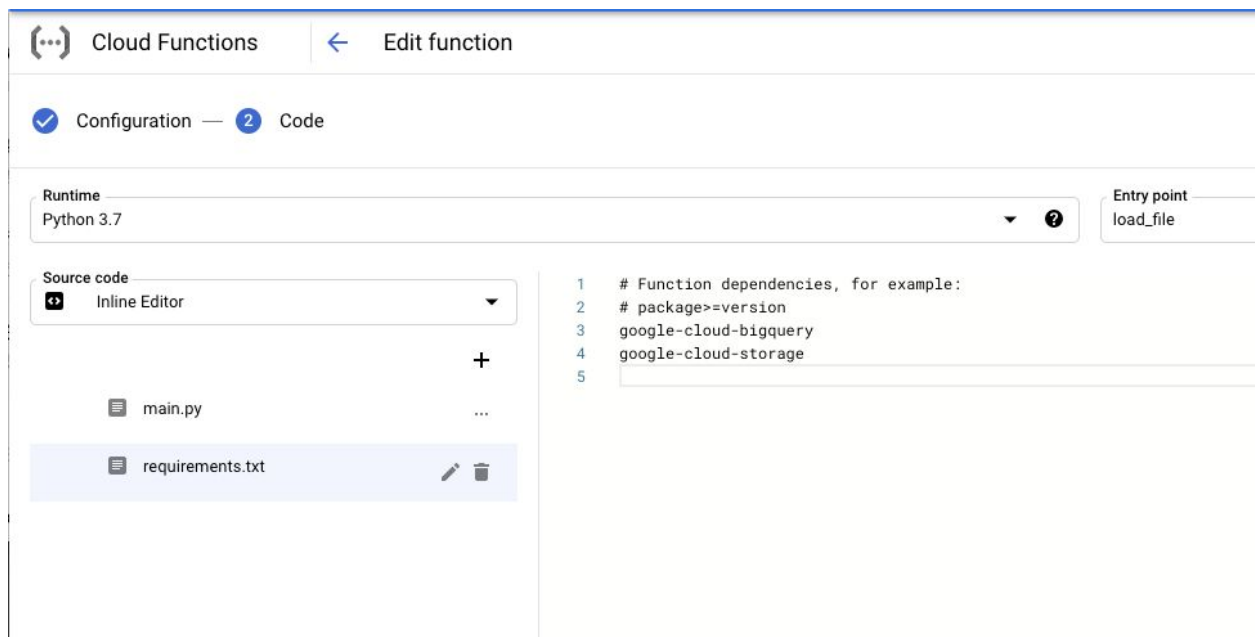 Cloud Functions
Edit function
Configuration
2
Code
Runtime
Python 3.7
Entry point
load_file
Source code
Inline Editor
main.py
...
requirements.txt
1 # Function dependencies, for example:
2 # package>=version
3 google-cloud-bigquery
4 google-cloud-storage
5